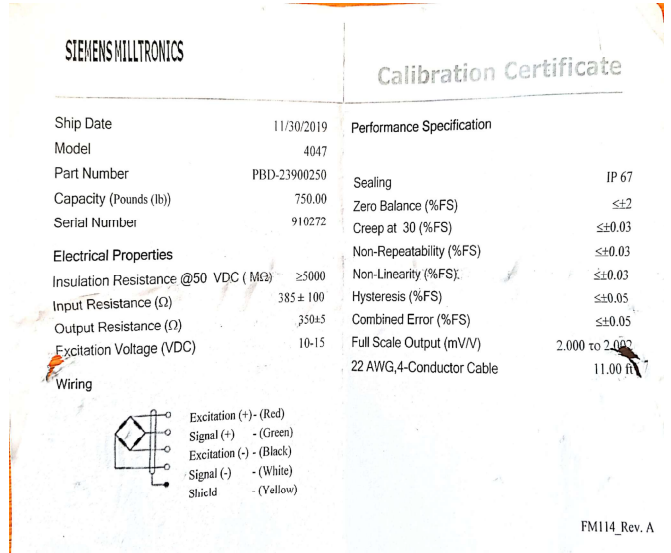 SIEMENS MILLTRONICS
Calibration Certificate
Ship Date 11/30/2019
Model 4047
Part Number PBD-23900250
Capacity (Pounds (lb)) 750.00
Serial Number 910272
Electrical Properties
Insulation Resistance @50 VDC ( MΩ) ≥5000
Input Resistance (Ω) 385± 100
Output Resistance (Ω) 350±5
Excitation Voltage (VDC) 10-15
Wiring
Excitation (+)- (Red)
Signal (+) - (Green)
Excitation (-) - (Black)
Signal (-) - (White)
Shield - (Yellow)
Performance Specification
Sealing IP 67
Zero Balance (%FS) ≤±2
Creep at 30 (%FS) ≤±0.03
Non-Repeatability (%FS) ≤±0.03
Non-Linearity (%FS): ≤±0.03
Hysteresis (%FS) ≤±0.05
Combined Error (%FS) ≤±0.05
Full Scale Output (mV/V) 2.000 to
22 AWG,4-Conductor Cable 11.00 ft
FM114_Rev. A